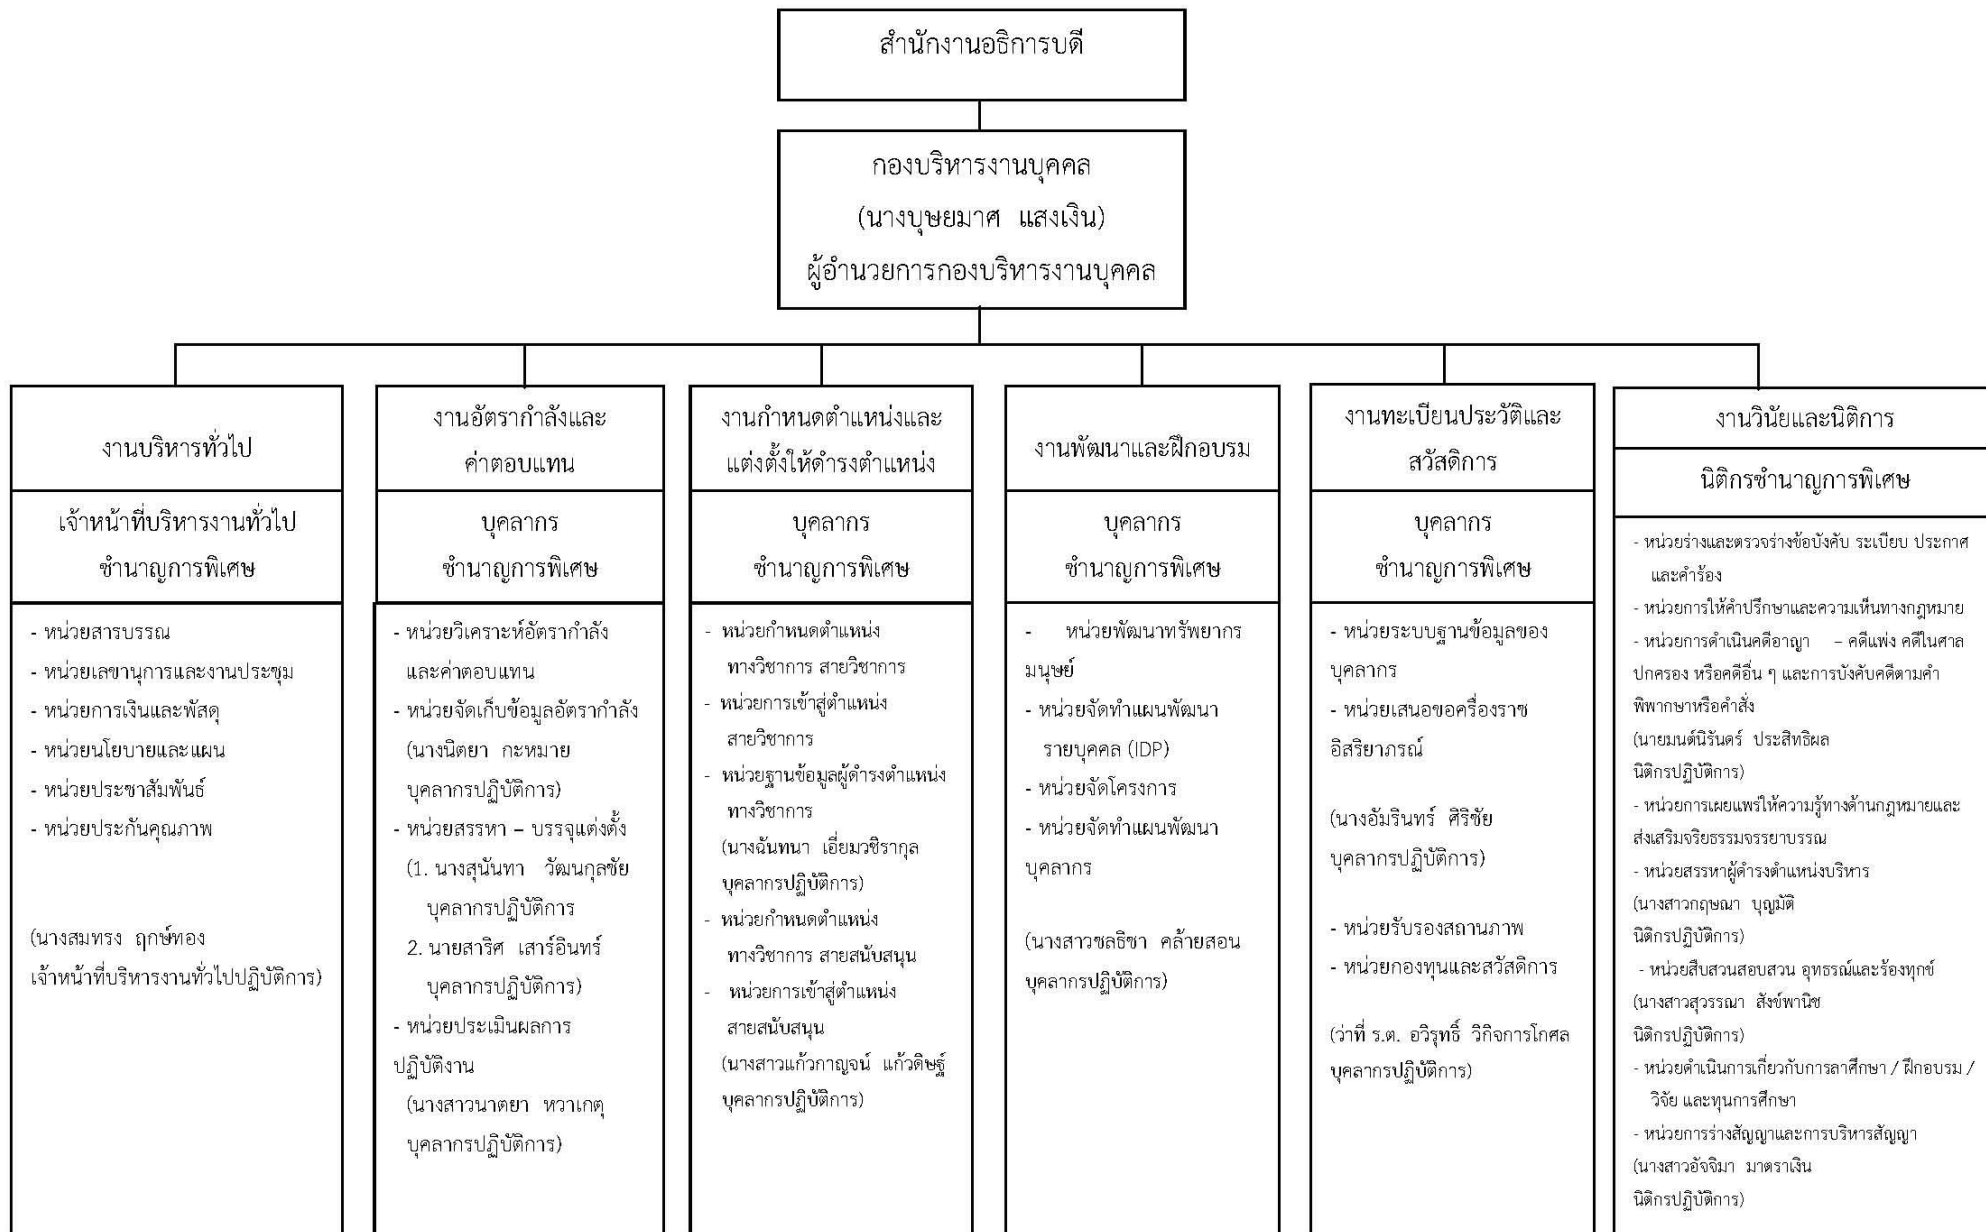 สำนักงานอธิการบดี
กองบริหารงานบุคคล
(นางบุษยมาศ แสงเงิน)
ผู้อำนวยการกองบริหารงานบุคคล
งานบริหารทั่วไป
เจ้าหน้าที่บริหารงานทั่วไป
ชำนาญการพิเศษ
- หน่วยสารบรรณ
- หน่วยเลขานุการและงานประชุม
- หน่วยการเงินและพัสดุ
- หน่วยนโยบายและแผน
- หน่วยประชาสัมพันธ์
- หน่วยประกันคุณภาพ
(นางสมทรง ฤกษ์ทอง
เจ้าหน้าที่บริหารงานทั่วไปปฏิบัติการ)
งานอัตรากำลังและ
ค่าตอบแทน
บุคลากร
ชำนาญการพิเศษ
- หน่วยวิเคราะห์อัตรากำลัง
และค่าตอบแทน
- หน่วยจัดเก็บข้อมูลอัตรากำลัง
(นางนิตยา กะหมาย
บุคลากรปฏิบัติการ)
- หน่วยสรรหา – บรรจุแต่งตั้ง
(1. นางสุนันทา วัฒนกุลชัย
บุคลากรปฏิบัติการ
2. นายสาริศ เสาร์อินทร์
บุคลากรปฏิบัติการ)
- หน่วยประเมินผลการ
ปฏิบัติงาน
(นางสาวนาตยา หวาเกตุ
บุคลากรปฏิบัติการ)
งานกำหนดตำแหน่งและ
แต่งตั้งให้ดำรงตำแหน่ง
บุคลากร
ชำนาญการพิเศษ
- หน่วยกำหนดตำแหน่ง
ทางวิชาการ สายวิชาการ
- หน่วยการเข้าสู่ตำแหน่ง
สายวิชาการ
- หน่วยฐานข้อมูลผู้ดำรงตำแหน่ง
ทางวิชาการ
(นางฉันทนา เอี่ยมวชิรากุล
บุคลากรปฏิบัติการ)
- หน่วยกำหนดตำแหน่ง
ทางวิชาการ สายสนับสนุน
- หน่วยการเข้าสู่ตำแหน่ง
สายสนับสนุน
(นางสาวแก้วกาญจน์ แก้วดิษฐ์
บุคลากรปฏิบัติการ)
งานพัฒนาและฝึกอบรม
บุคลากร
ชำนาญการพิเศษ
- หน่วยพัฒนาทรัพยากร
มนุษย์
- หน่วยจัดทำแผนพัฒนา
รายบุคคล (IDP)
- หน่วยจัดโครงการ
- หน่วยจัดทำแผนพัฒนา
บุคลากร
(นางสาวชลธิชา คล้ายสอน
บุคลากรปฏิบัติการ)
งานทะเบียนประวัติและ
สวัสดิการ
บุคลากร
ชำนาญการพิเศษ
- หน่วยระบบฐานข้อมูลของ
บุคลากร
- หน่วยเสนอขอครื่องราช
อิสริยาภรณ์
(นางอัมรินทร์ ศิริชัย
บุคลากรปฏิบัติการ)
- หน่วยรับรองสถานภาพ
- หน่วยกองทุนและสวัสดิการ
(ว่าที่ ร.ต. อวิรุทธิ์ วิกิจการโกศล
บุคลากรปฏิบัติการ)
งานวินัยและนิติการ
นิติกรชำนาญการพิเศษ
- หน่วยร่างและตรวจร่างข้อบังคับ ระเบียบ ประกาศ
และคำร้อง
- หน่วยการให้คำปรึกษาและความเห็นทางกฎหมาย
- หน่วยการดำเนินคดีอาญา – คดีแพ่ง คดีในศาล
ปกครอง หรือคดีอื่น ๆ และการบังคับคดีตามคำ
พิพากษาหรือคำสั่ง
(นายมนต์นิรันดร์ ประสิทธิผล
นิติกรปฏิบัติการ)
- หน่วยการเผยแพร่ให้ความรู้ทางด้านกฎหมายและ
ส่งเสริมจริยธรรมจรรยาบรรณ
- หน่วยสรรหาผู้ดำรงตำแหน่งบริหาร
(นางสาวกฤษณา บุญมัติ
นิติกรปฏิบัติการ)
- หน่วยสืบสวนสอบสวน อุทธรณ์และร้องทุกข์
(นางสาวสุวรรณา สังข์พานิช
นิติกรปฏิบัติการ)
- หน่วยดำเนินการเกี่ยวกับการลาศึกษา / ฝึกอบรม /
วิจัย และทุนการศึกษา
- หน่วยการร่างสัญญาและการบริหารสัญญา
(นางสาวอัจจิมา มาตราเงิน
นิติกรปฏิบัติการ)